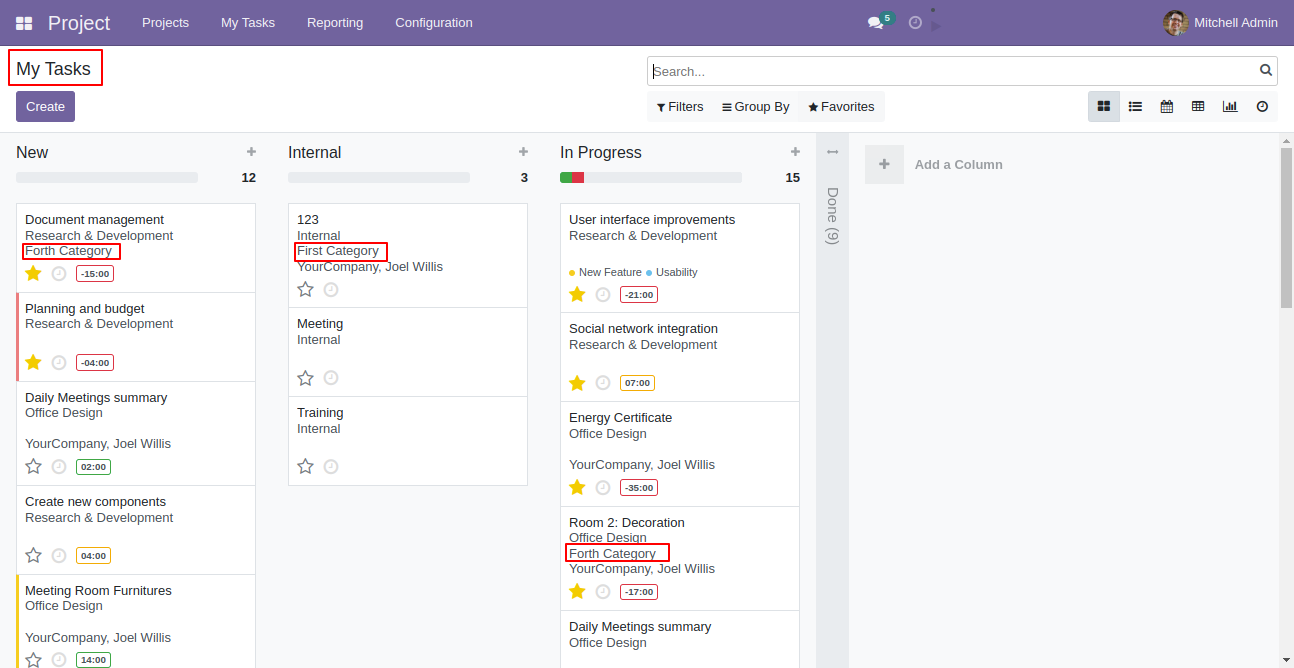 Project Projects My Tasks Reporting Configuration 5 Mitchell Admin
My Tasks
Search...
Create
Filters Group By Favorites
New
12
Document management
Research & Development
Forth Category
-15:00
Planning and budget
Research & Development
-04:00
Daily Meetings summary
Office Design
YourCompany, Joel Willis
02:00
Create new components
Research & Development
04:00
Meeting Room Furnitures
Office Design
YourCompany, Joel Willis
14:00
Internal
3
123
Internal
First Category
YourCompany, Joel Willis
Meeting
Internal
Training
Internal
In Progress
15
User interface improvements
Research & Development
New Feature Usability
-21:00
Social network integration
Research & Development
07:00
Energy Certificate
Office Design
YourCompany, Joel Willis
-35:00
Room 2: Decoration
Office Design
Forth Category
YourCompany, Joel Willis
-17:00
Daily Meetings summary
Office Design
Done (9)
Add a Column